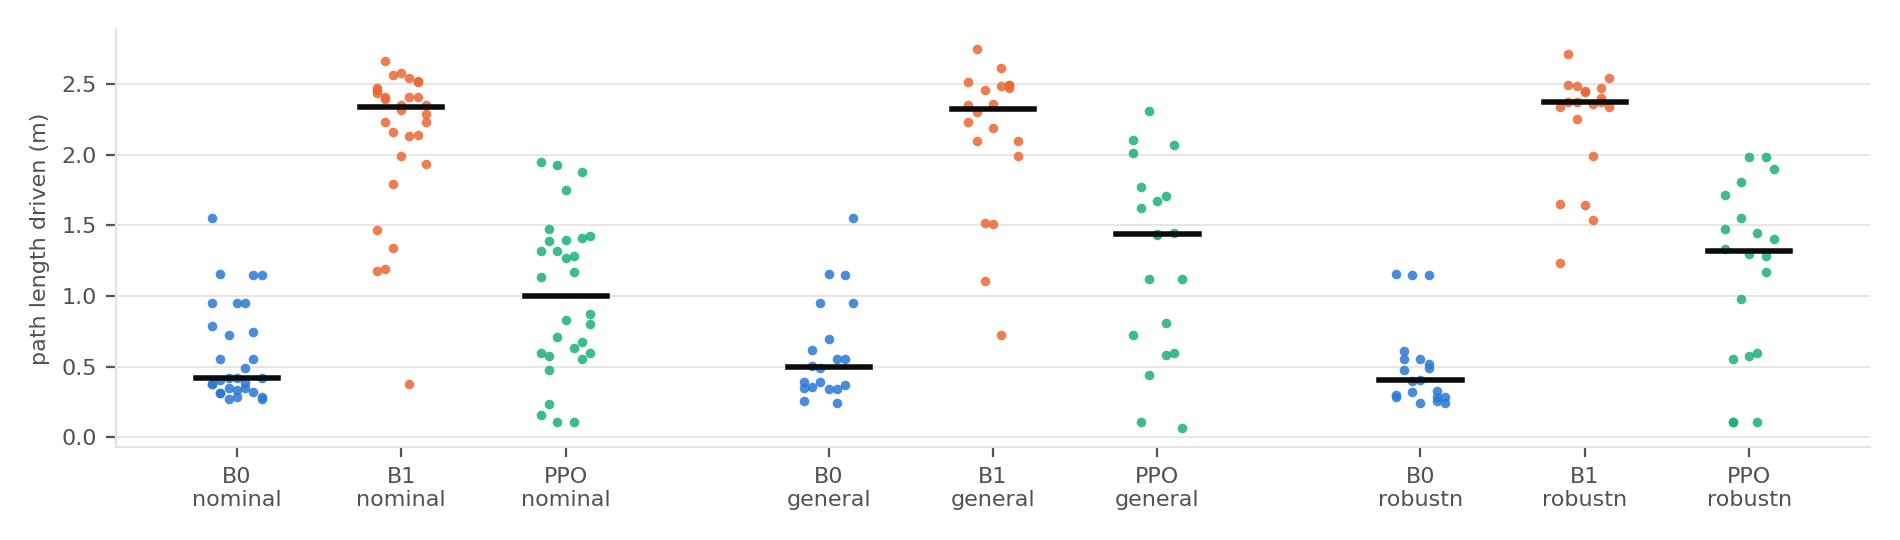 path length driven (m)
2.5
2.0
1.5
1.0
0.5
0.0
B0
nominal
B1
nominal
PPO
nominal
B0
general
B1
general
PPO
general
B0
robustn
B1
robustn
PPO
robustn